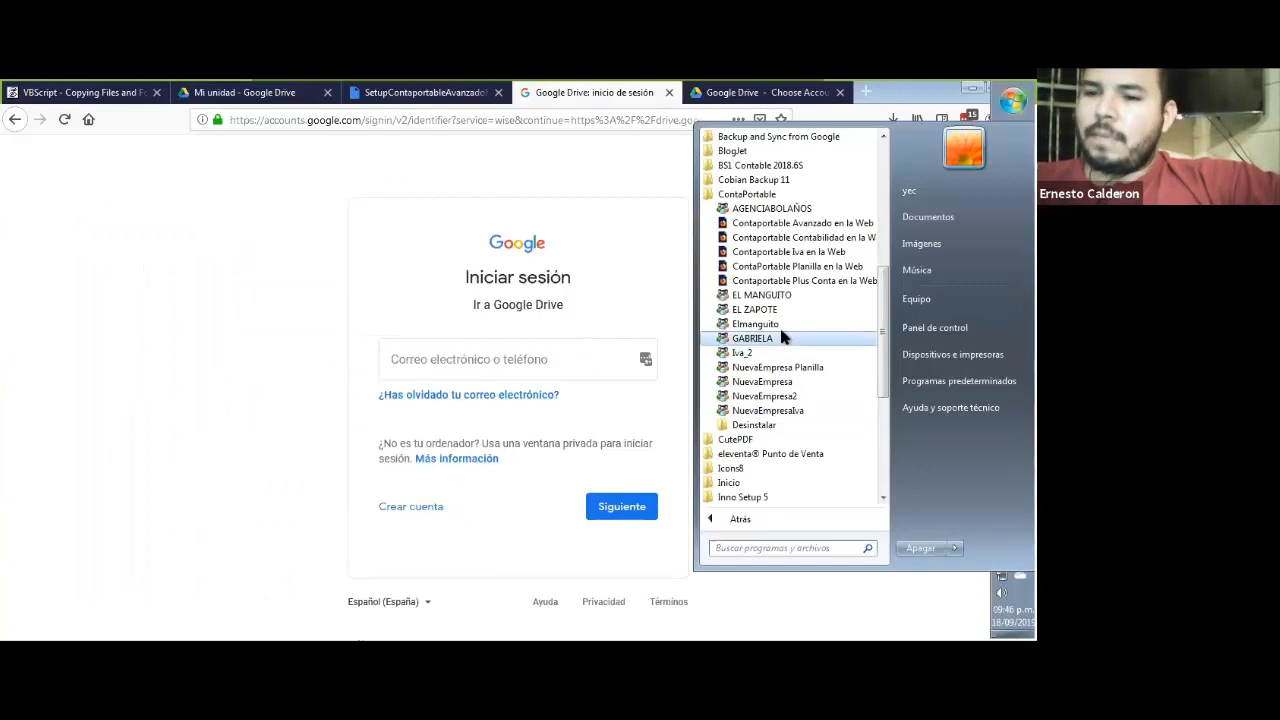 VBScript - Copying Files and Fo
Mi unidad - Google Drive
SetupContaportableAvanzado
Google Drive: inicio de sesión
Google Drive - Choose Accou
https://accounts.google.com/signin/v2/identifier?service=wise&continue=https%3A%2F%2Fdrive.go
15
Google
Iniciar sesión
Ir a Google Drive
Correo electrónico o teléfono
¿Has olvidado tu correo electrónico?
¿No es tu ordenador? Usa una ventana privada para iniciar
sesión. Más información
Crear cuenta
Siguiente
Español (España)
Ayuda
Privacidad
Términos
Backup and Sync from Google
BlogJet
BS1 Contable 2018.6S
Cobian Backup 11
ContaPortable
AGENCIABOLAÑOS
Contaportable Avanzado en la Web
Contaportable Contabilidad en la W
Contaportable Iva en la Web
ContaPortable Planilla en la Web
Contaportable Plus Conta en la Web
EL MANGUITO
EL ZAPOTE
Elmanguito
GABRIELA
Iva_2
NuevaEmpresa Planilla
NuevaEmpresa
NuevaEmpresa2
NuevaEmpresaIva
Desinstalar
CutePDF
eleventa® Punto de Venta
Icons8
Inicio
Inno Setup 5
Atrás
Buscar programas y archivos
yec
Documentos
Imágenes
Música
Equipo
Panel de control
Dispositivos e impresoras
Programas predeterminados
Ayuda y soporte técnico
Apagar
09:46 p.m.
18/09/2019
Ernesto Calderon